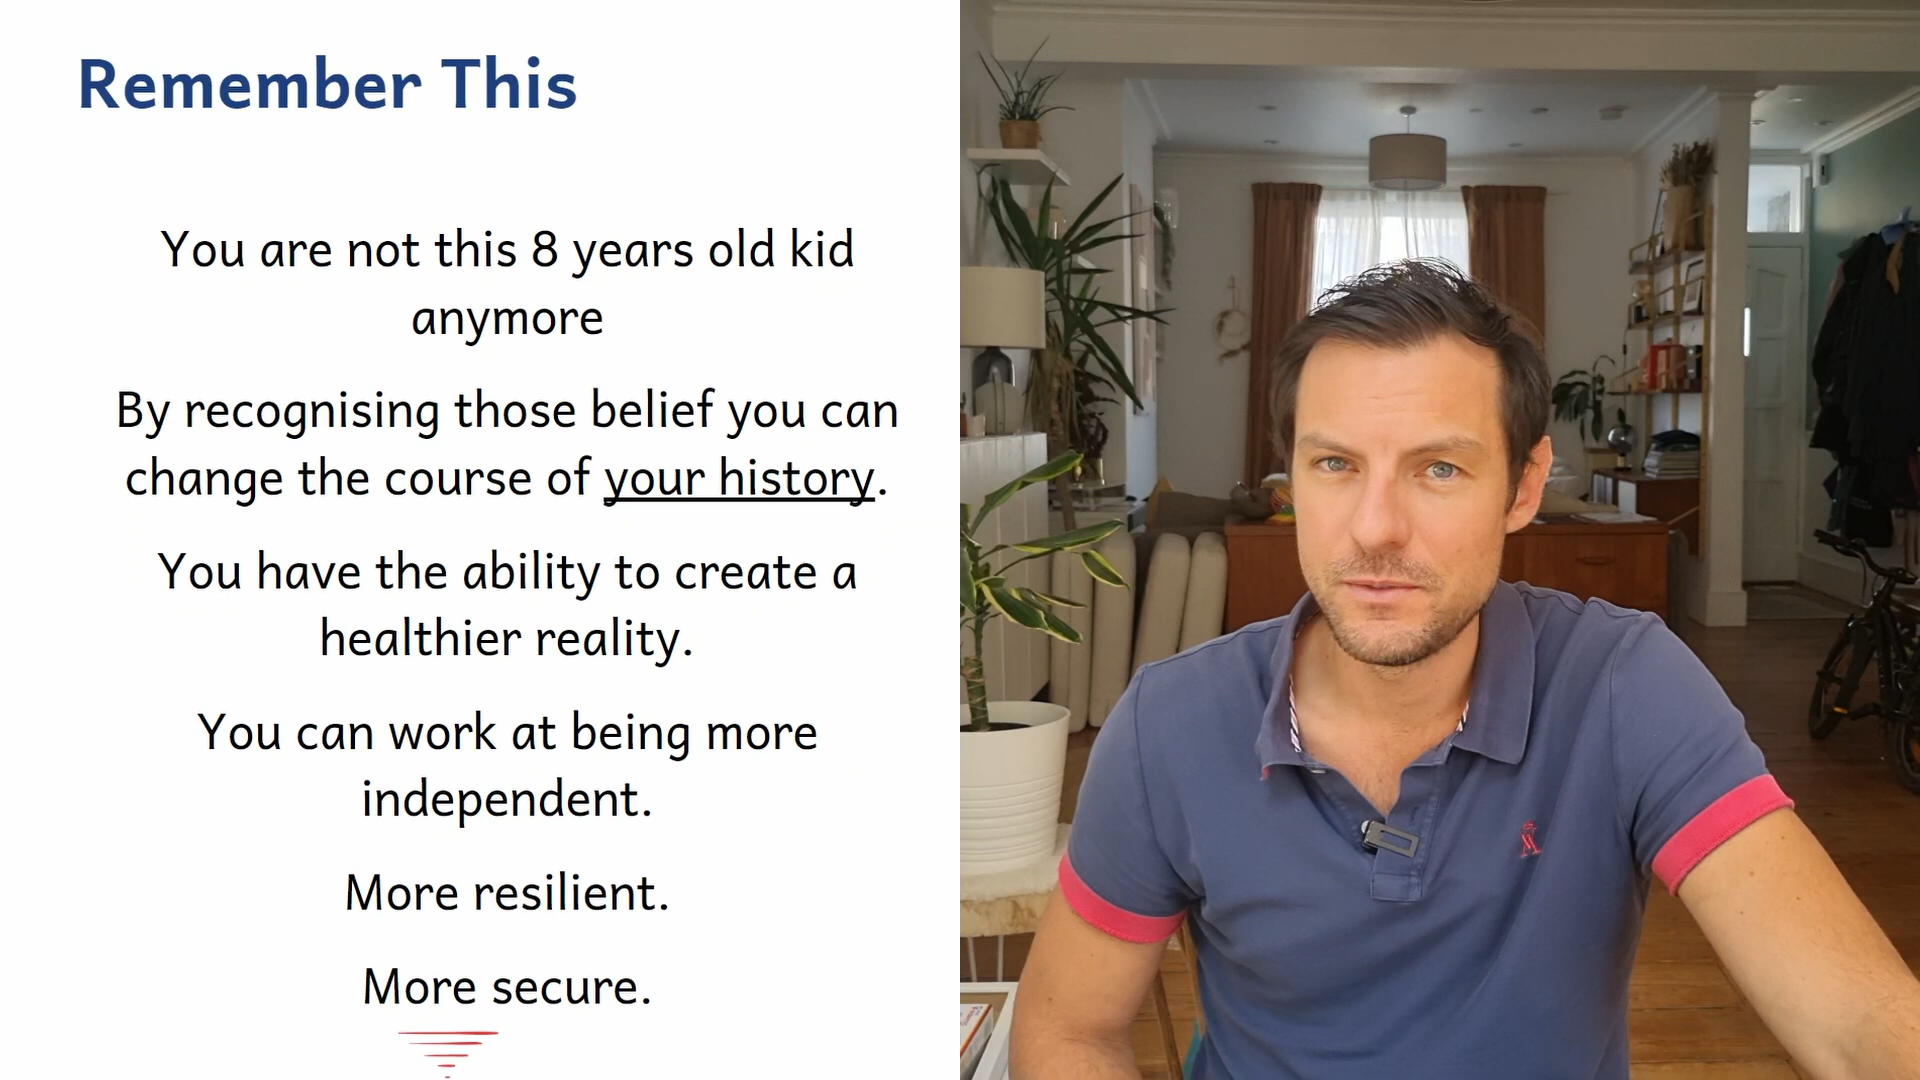 Remember This
You are not this 8 years old kid
anymore
By recognising those belief you can
change the course of your history.
You have the ability to create a
healthier reality.
You can work at being more
independent.
More resilient.
More secure.